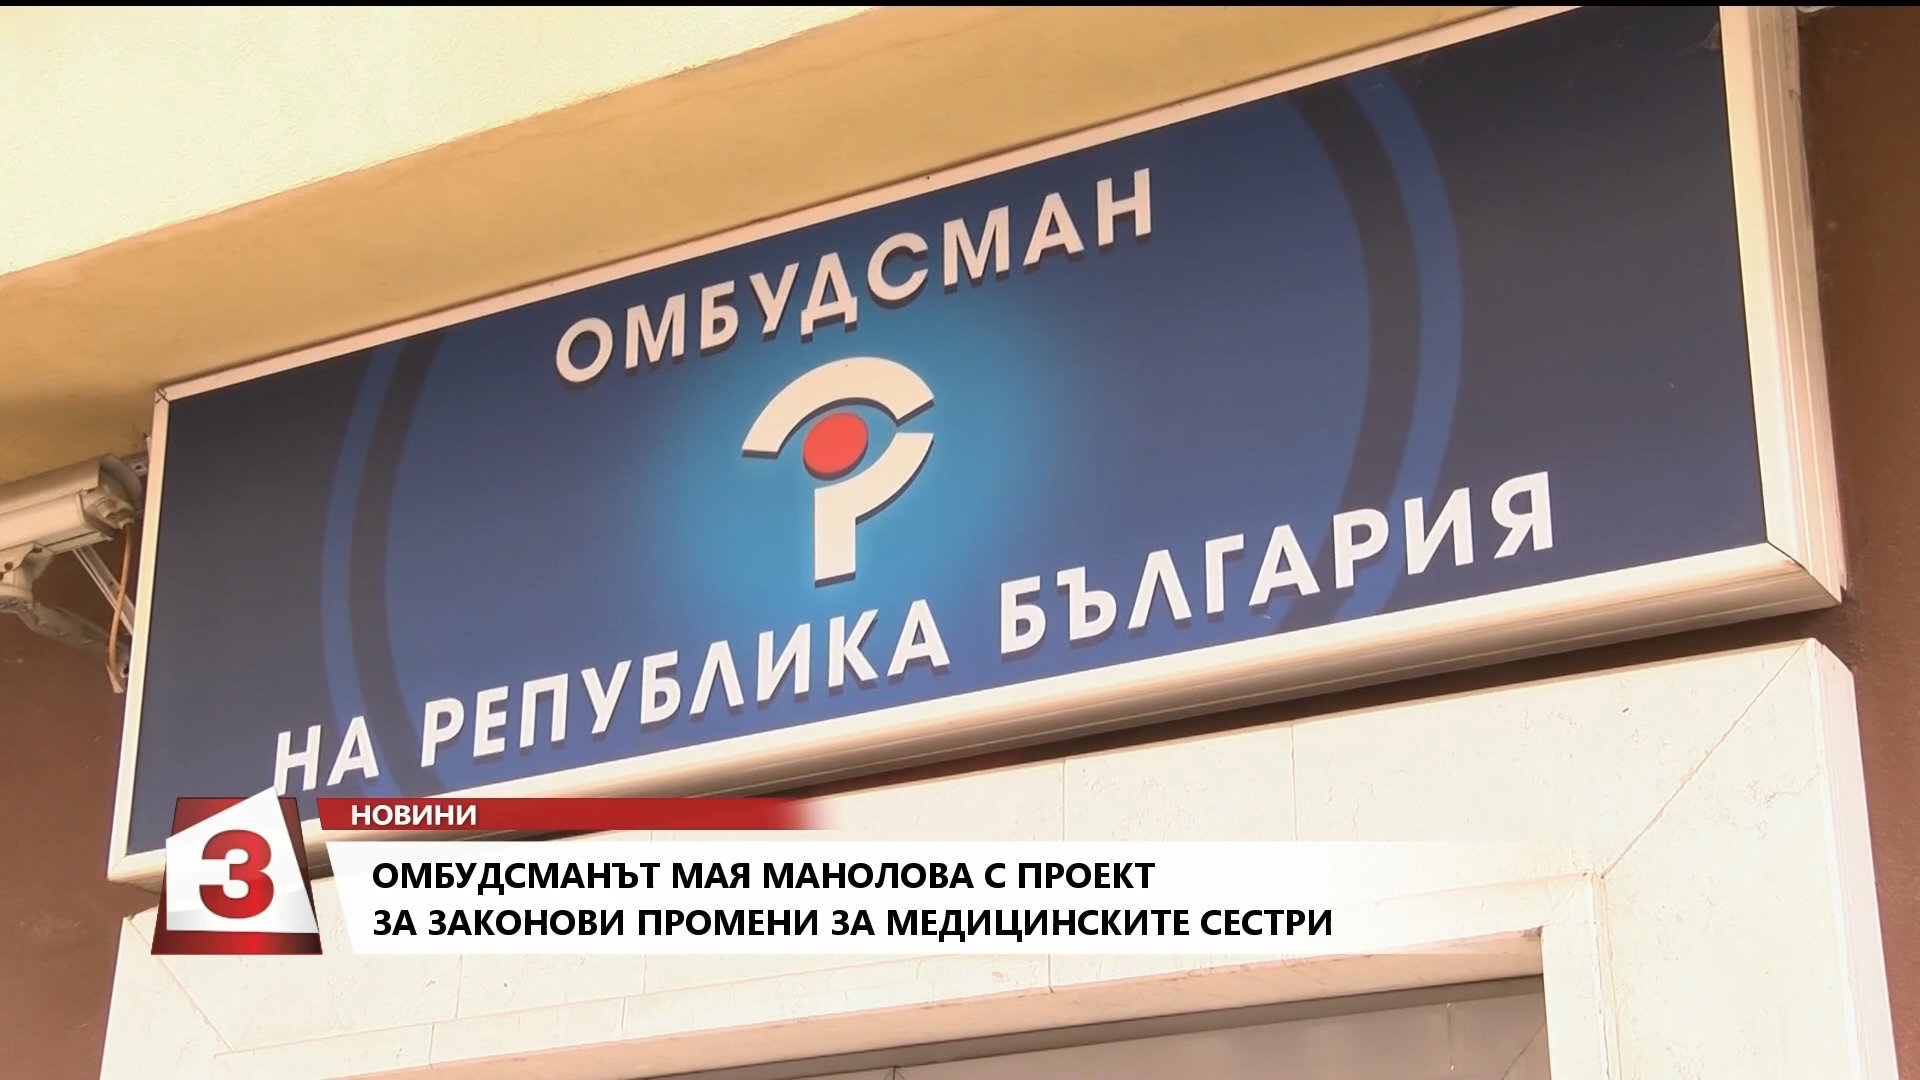 ОМБУДСМАН
НА РЕПУБЛИКА БЪЛГАРИЯ
3
НОВИНИ
ОМБУДСМАНЪТ МАЯ МАНОЛОВА С ПРОЕКТ
ЗА ЗАКОНОВИ ПРОМЕНИ ЗА МЕДИЦИНСКИТЕ СЕСТРИ